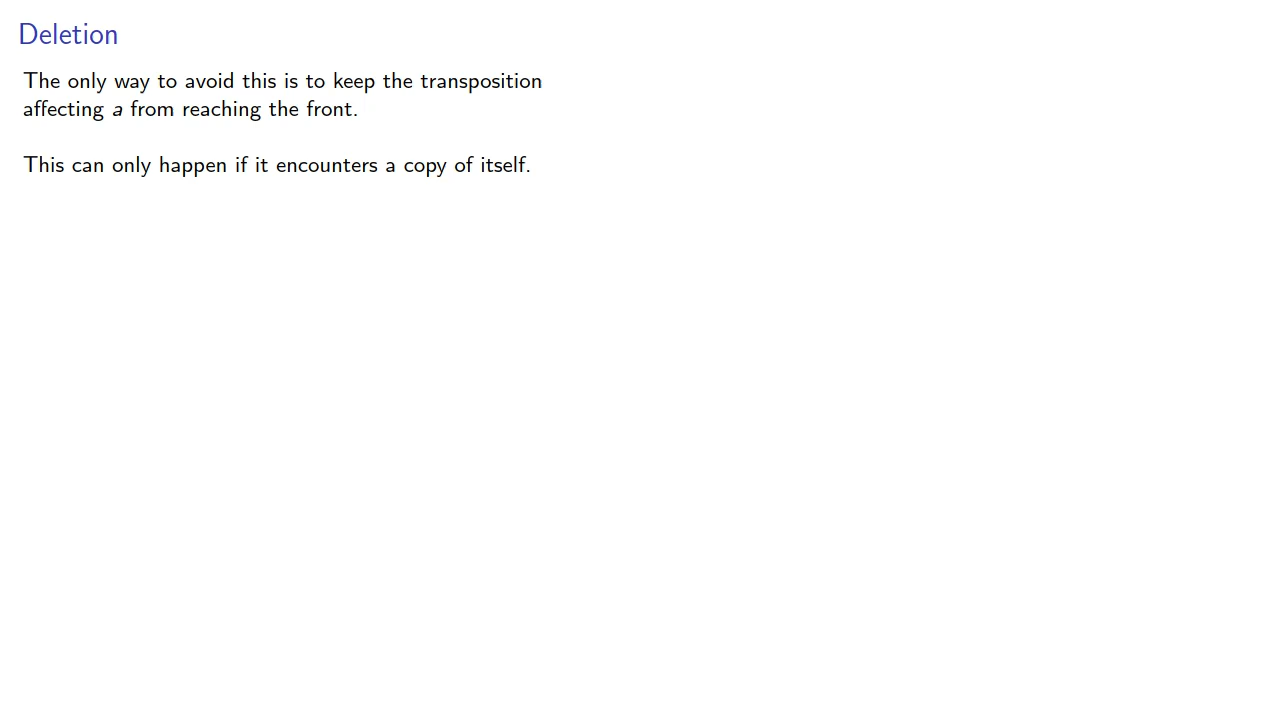 Deletion
The only way to avoid this is to keep the transposition
affecting a from reaching the front.
This can only happen if it encounters a copy of itself.